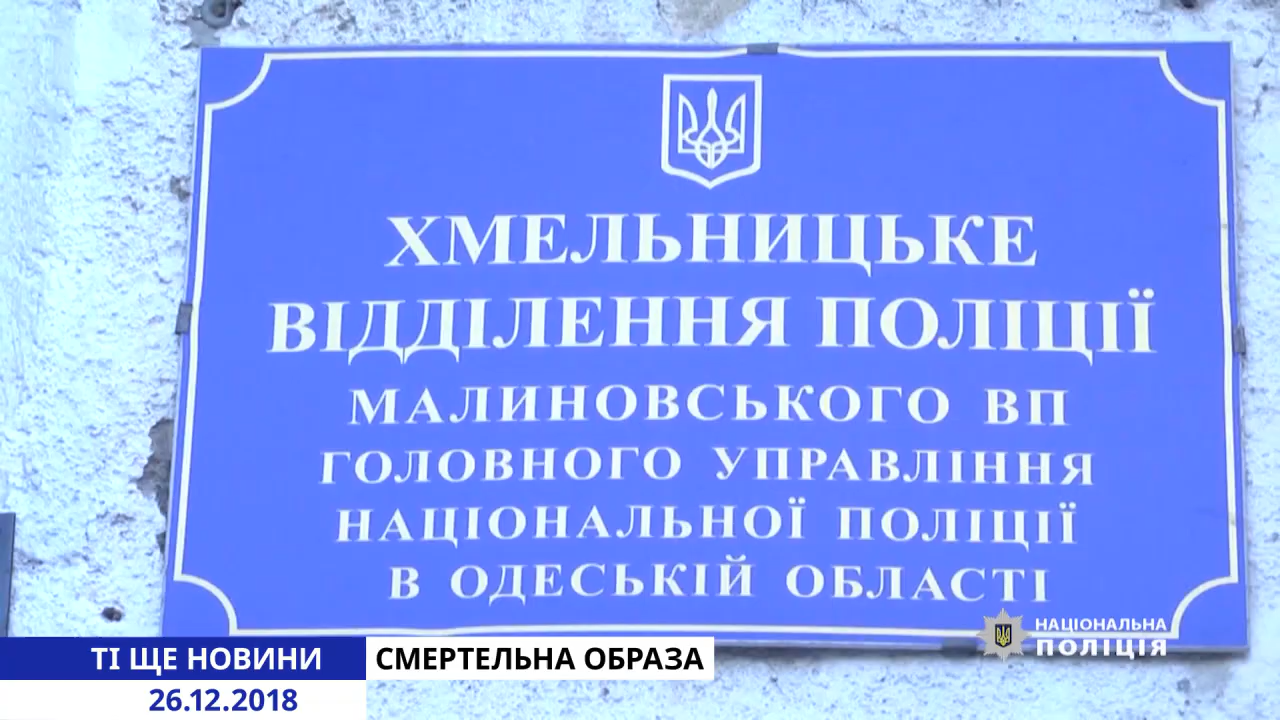 ХМЕЛЬНИЦЬКЕ
ВІДДІЛЕННЯ ПОЛІЦІЇ
МАЛИНОВСЬКОГО ВП
ГОЛОВНОГО УПРАВЛІННЯ
НАЦІОНАЛЬНОЇ ПОЛІЦІЇ
В ОДЕСЬКІЙ ОБЛАСТІ
НАЦІОНАЛЬНА
ПОЛІЦІЯ
ТІ ЩЕ НОВИНИ
СМЕРТЕЛЬНА ОБРАЗА
26.12.2018